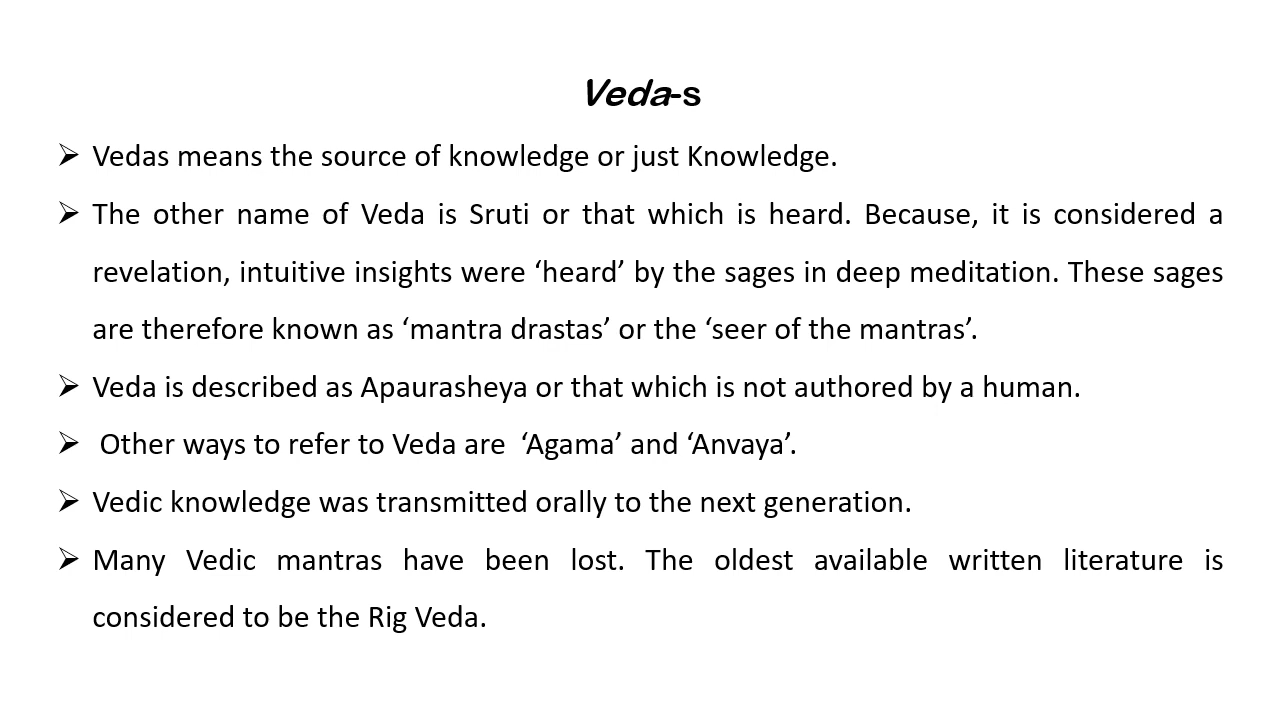 Veda-s
➢ Vedas means the source of knowledge or just Knowledge.
➢ The other name of Veda is Sruti or that which is heard. Because, it is considered a
revelation, intuitive insights were ‘heard’ by the sages in deep meditation. These sages
are therefore known as ‘mantra drastas’ or the ‘seer of the mantras’.
➢ Veda is described as Apaurasheya or that which is not authored by a human.
➢ Other ways to refer to Veda are ‘Agama’ and ‘Anvaya’.
➢ Vedic knowledge was transmitted orally to the next generation.
➢ Many Vedic mantras have been lost. The oldest available written literature is
considered to be the Rig Veda.